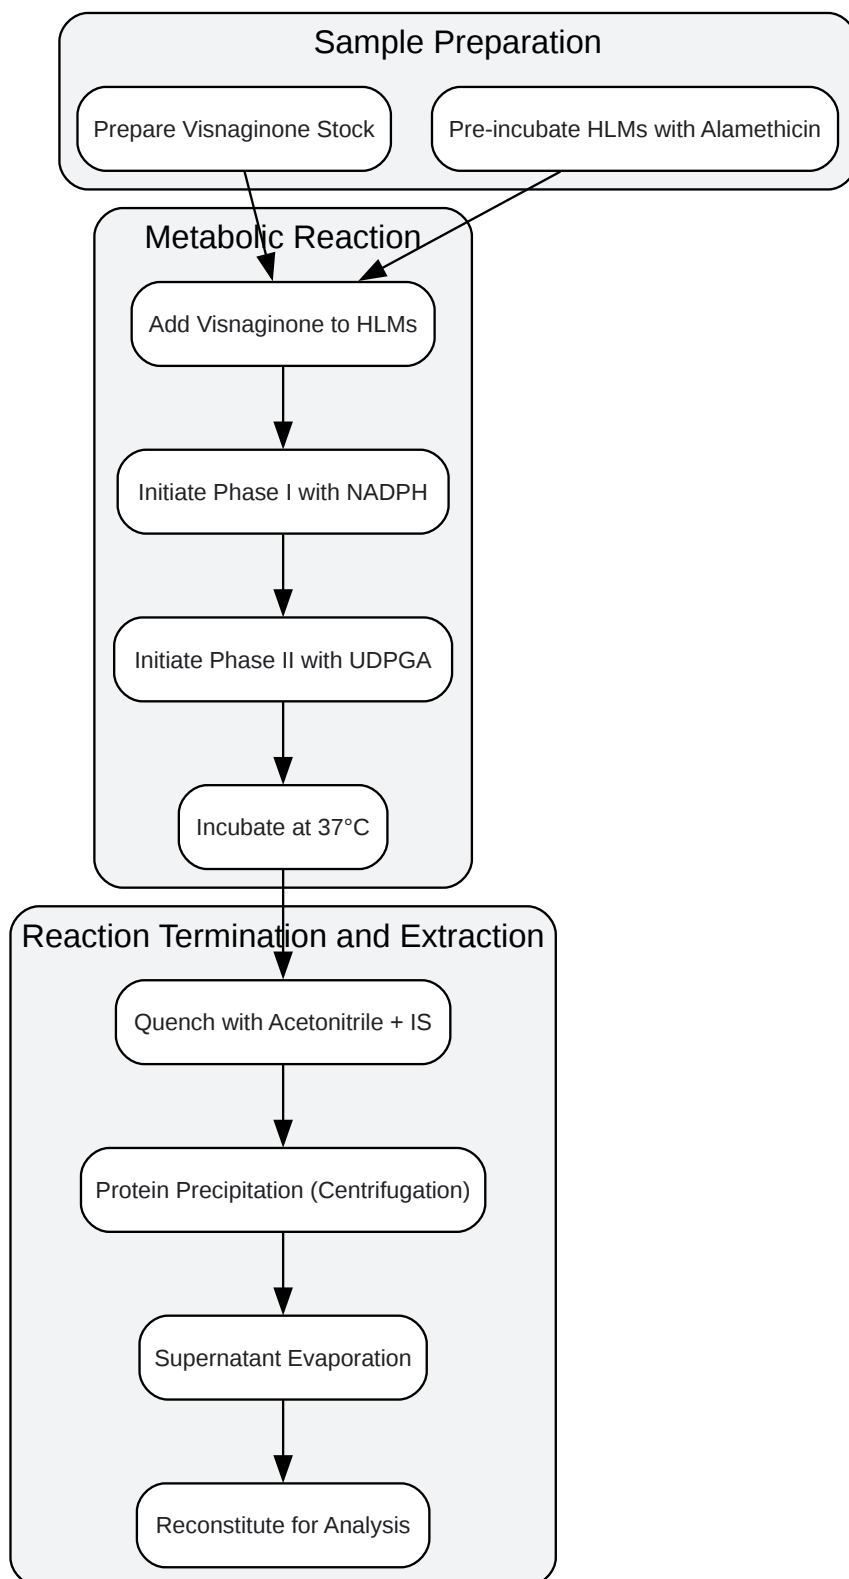 Sample Preparation
Prepare Visnaginone Stock
Pre-incubate HLMs with Alamethicin
Metabolic Reaction
Add Visnaginone to HLMs
Initiate Phase I with NADPH
Initiate Phase II with UDPGA
Incubate at 37°C
Reaction Termination and Extraction
Quench with Acetonitrile + IS
Protein Precipitation (Centrifugation)
Supernatant Evaporation
Reconstitute for Analysis